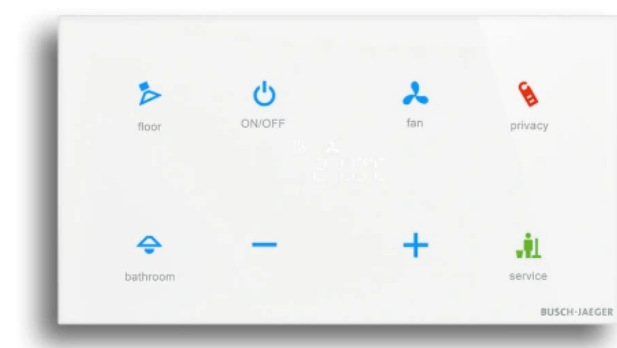 floor
ON/OFF
fan
privacy
bathroom
service
BUSCH-JAEGER